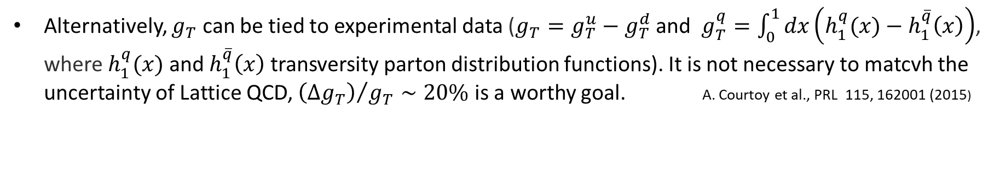 • Alternatively, g_T can be tied to experimental data (g_T = g_T^u − g_T^d and g_T^q = ∫_0^1 dx (h_1^q(x) − h_1^q̄(x)),
where h_1^q(x) and h_1^q̄(x) transversity parton distribution functions). It is not necessary to matcvh the
uncertainty of Lattice QCD, (Δg_T)/g_T ~ 20% is a worthy goal. A. Courtoy et al., PRL 115, 162001 (2015)